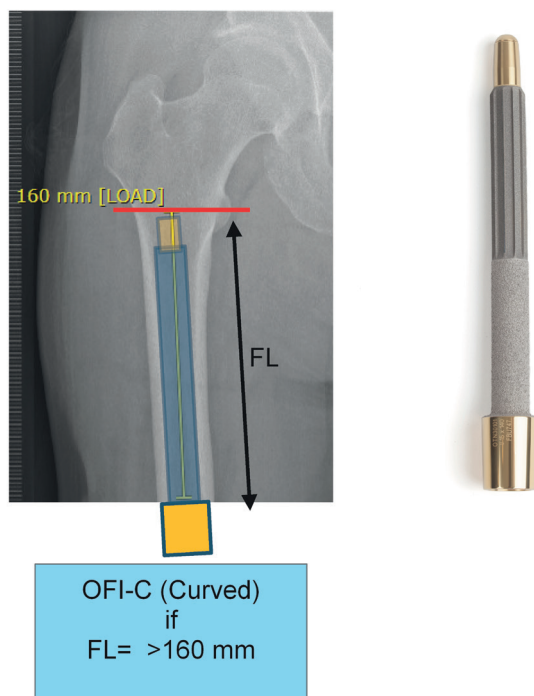 160 mm [LOAD]
FL
OFI-C (Curved)
if
FL= >160 mm